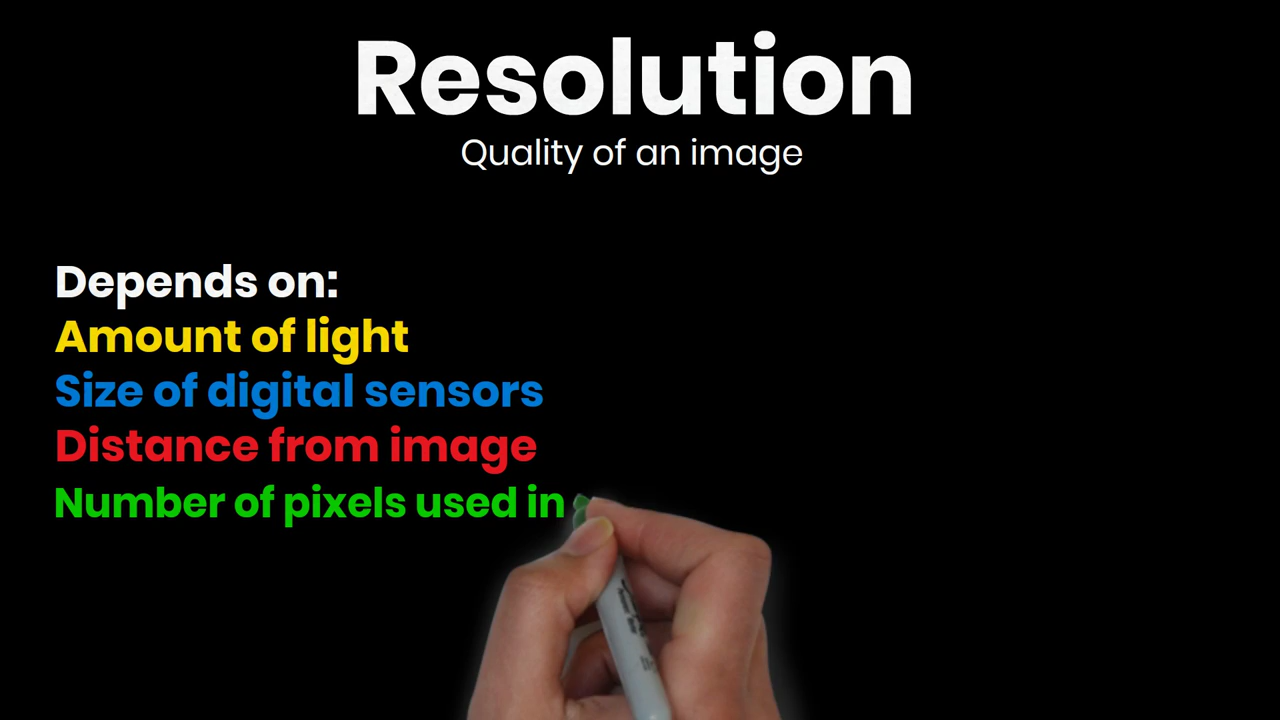 Resolution
Quality of an image
Depends on:
Amount of light
Size of digital sensors
Distance from image
Number of pixels used in